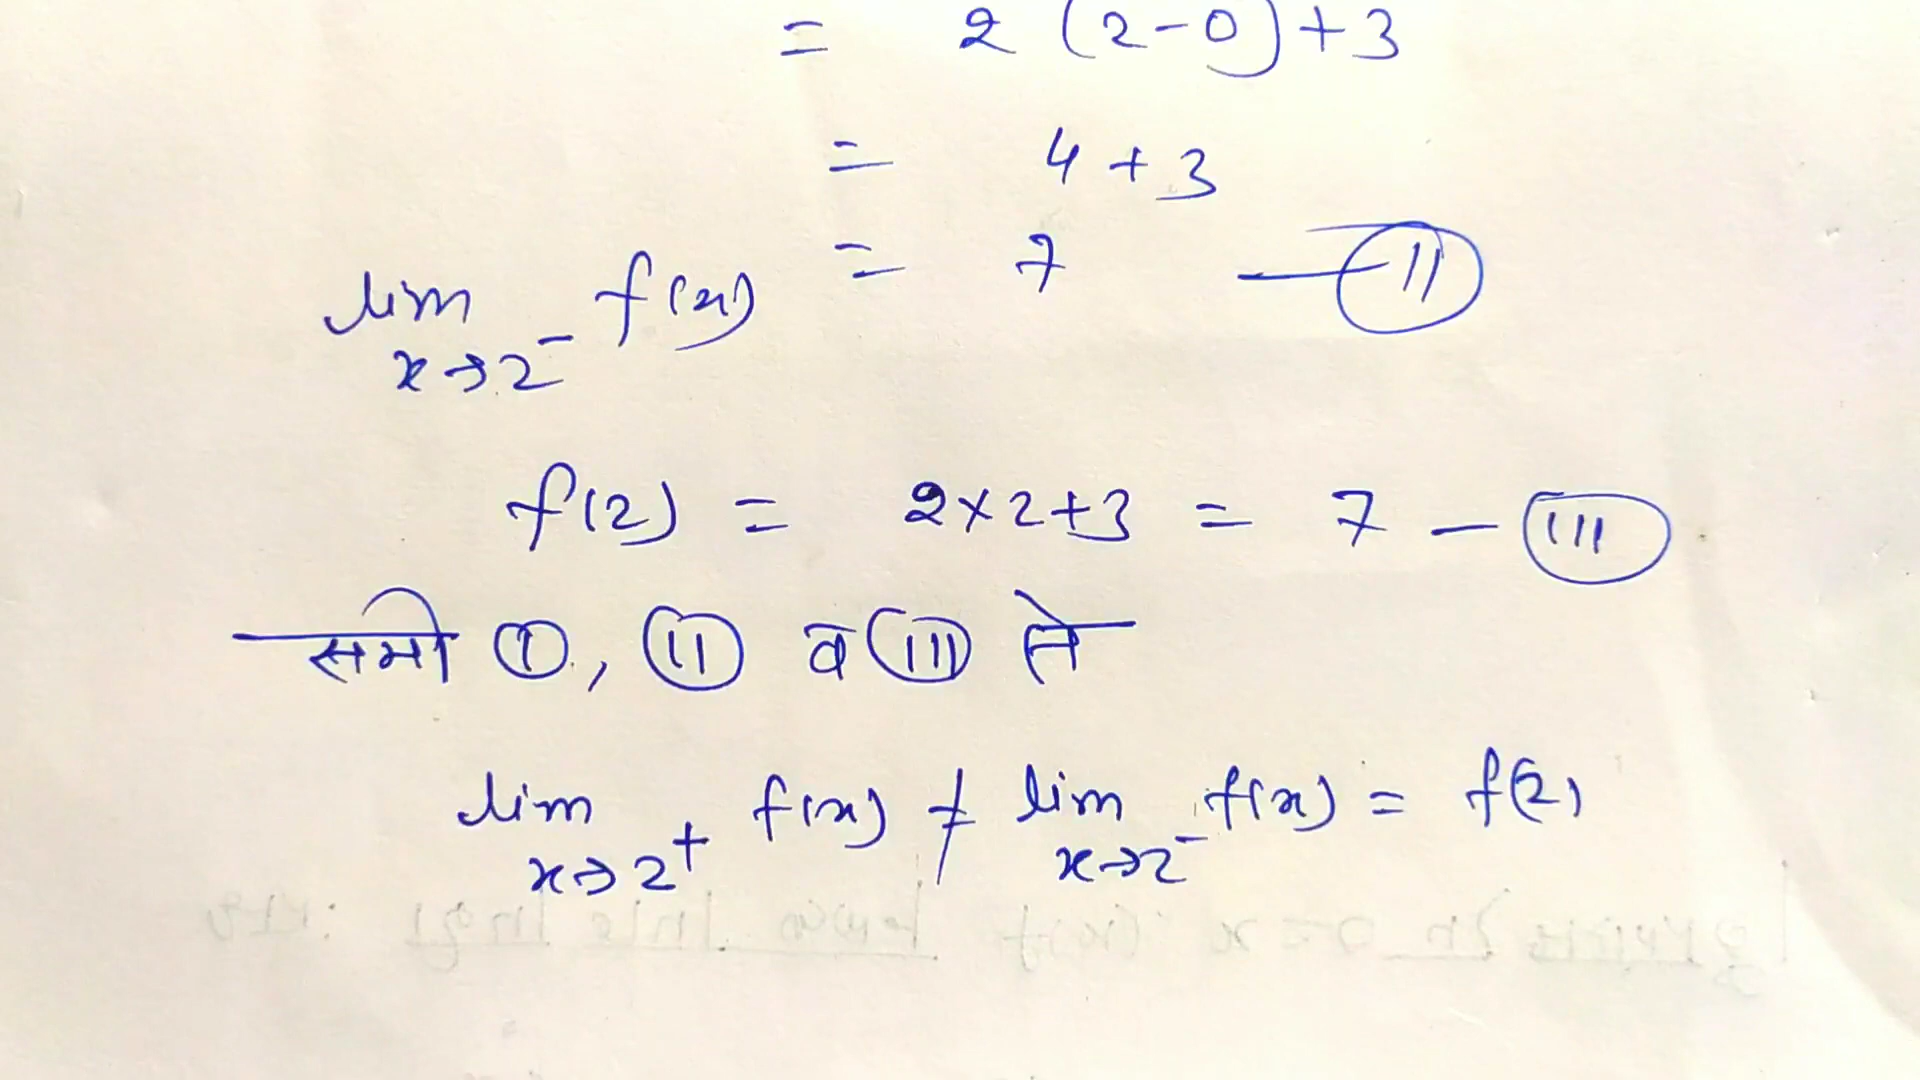 = 2 (2-0)+3
= 4 + 3
lim x→2⁻ f(x) = 7 —(II)
f(2) = 2×2+3 = 7 —(III)
समी (I), (II) व (III) से
lim x→2⁺ f(x) ≠ lim x→2⁻ f(x) = f(2)